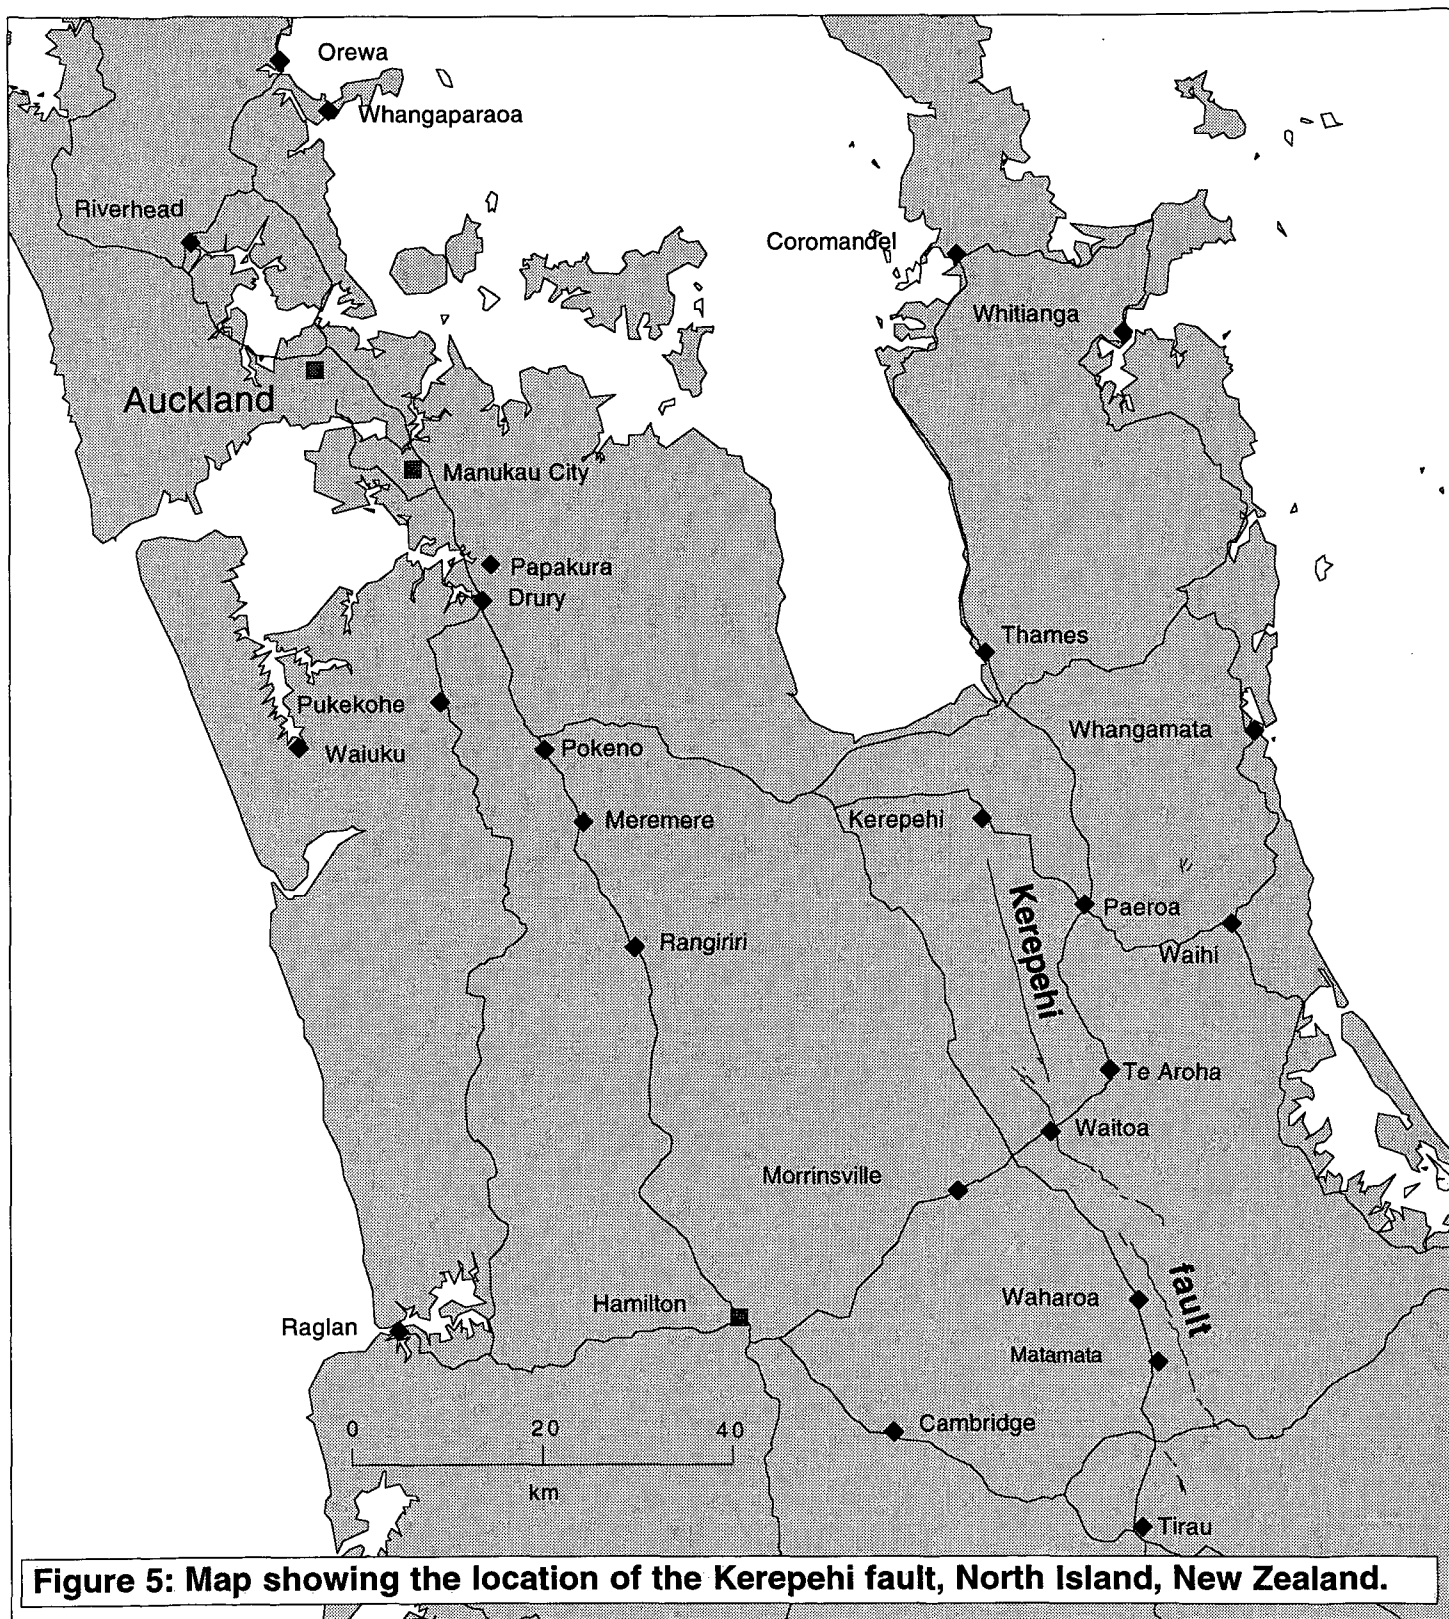 Orewa
Whangaparaoa
Riverhead
Coromandel
Whitianga
Auckland
Manukau City
Papakura
Drury
Thames
Pukekohe
Whangamata
Waiuku
Pokeno
Meremere
Kerepehi
Kerepehi
Paeroa
Rangiriri
Waihi
Te Aroha
Waitoa
Morrinsville
fault
Waharoa
Hamilton
Raglan
Matamata
Cambridge
0 20 40
km
Tirau
Figure 5: Map showing the location of the Kerepehi fault, North Island, New Zealand.